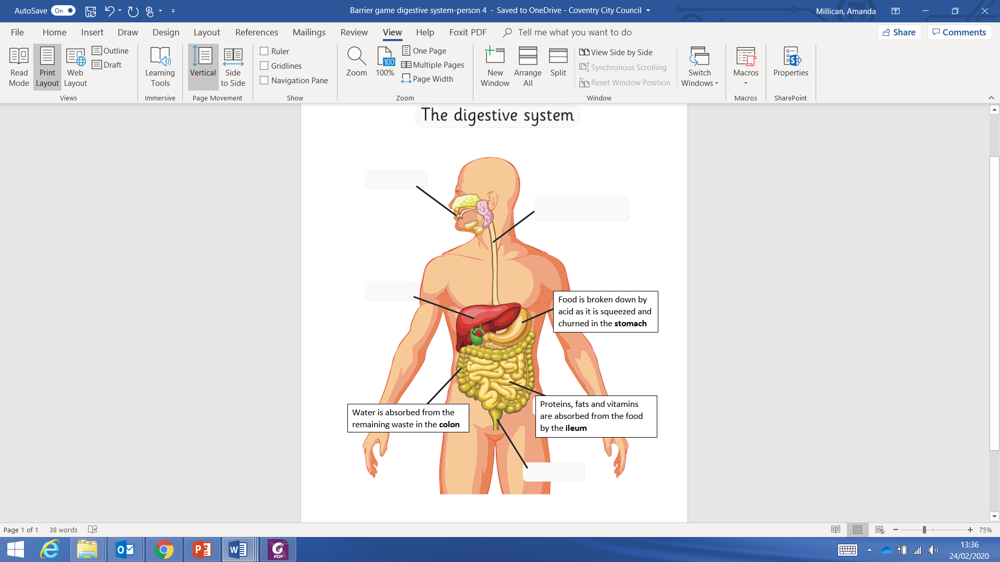 AutoSave On Barrier game digestive system-person 4 - Saved to OneDrive - Coventry City Council Millican, Amanda
File Home Insert Draw Design Layout References Mailings Review View Help Foxit PDF Tell me what you want to do Share Comments
Read Mode
Print Layout
Web Layout
Outline
Draft
Views
Learning Tools
Immersive
Vertical
Side to Side
Page Movement
Ruler
Gridlines
Navigation Pane
Show
Zoom
100
100%
One Page
Multiple Pages
Page Width
Zoom
New Window
Arrange All
Split
View Side by Side
Synchronous Scrolling
Reset Window Position
Window
Switch Windows
Macros
Macros
Properties
SharePoint
The digestive system
Food is broken down by
acid as it is squeezed and
churned in the stomach
Water is absorbed from the
remaining waste in the colon
Proteins, fats and vitamins
are absorbed from the food
by the ileum
Page 1 of 1 38 words 75%
PDF
13:36
24/02/2020